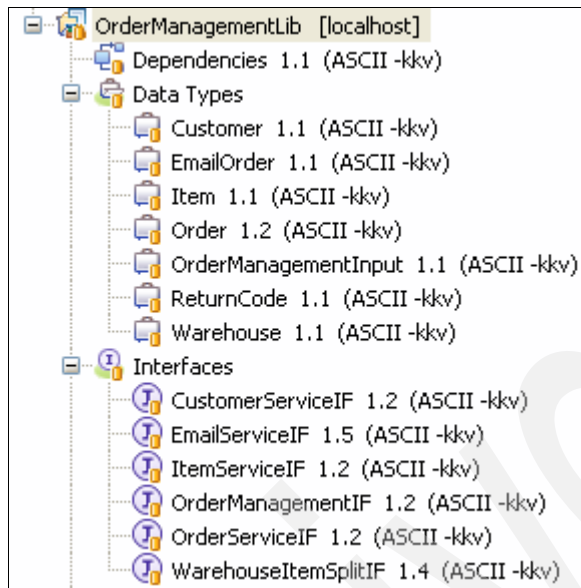 OrderManagementLib [localhost]
Dependencies 1.1 (ASCII -kkv)
Data Types
Customer 1.1 (ASCII -kkv)
EmailOrder 1.1 (ASCII -kkv)
Item 1.1 (ASCII -kkv)
Order 1.2 (ASCII -kkv)
OrderManagementInput 1.1 (ASCII -kkv)
ReturnCode 1.1 (ASCII -kkv)
Warehouse 1.1 (ASCII -kkv)
Interfaces
CustomerServiceIF 1.2 (ASCII -kkv)
EmailServiceIF 1.5 (ASCII -kkv)
ItemServiceIF 1.2 (ASCII -kkv)
OrderManagementIF 1.2 (ASCII -kkv)
OrderServiceIF 1.2 (ASCII -kkv)
WarehouseItemSplitIF 1.4 (ASCII -kkv)